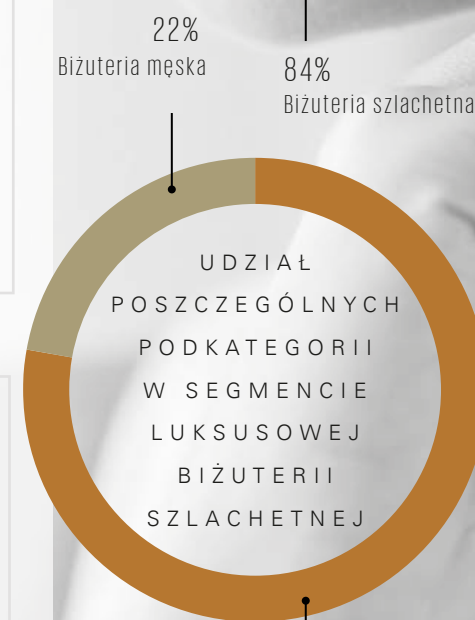 22%
Biżuteria męska
84%
Biżuteria szlachetna
UDZIAŁ
POSZCZEGÓLNYCH
PODKATEGORII
W SEGMENCIE
LUKSUSOWEJ
BIŻUTERII
SZLACHETNEJ